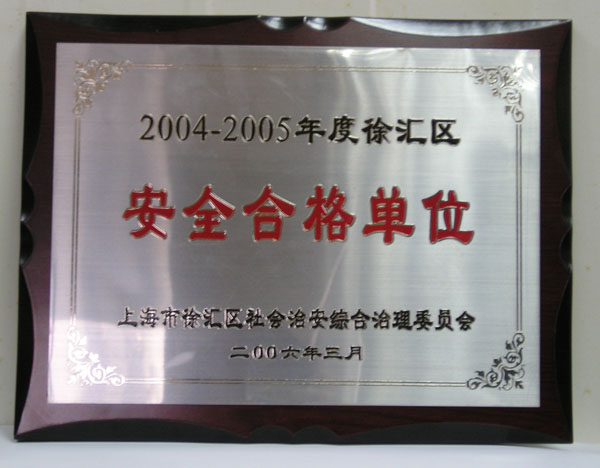 2004-2005年度徐汇区
安全合格单位
上海市徐汇区社会治安综合治理委员会
二00六年三月